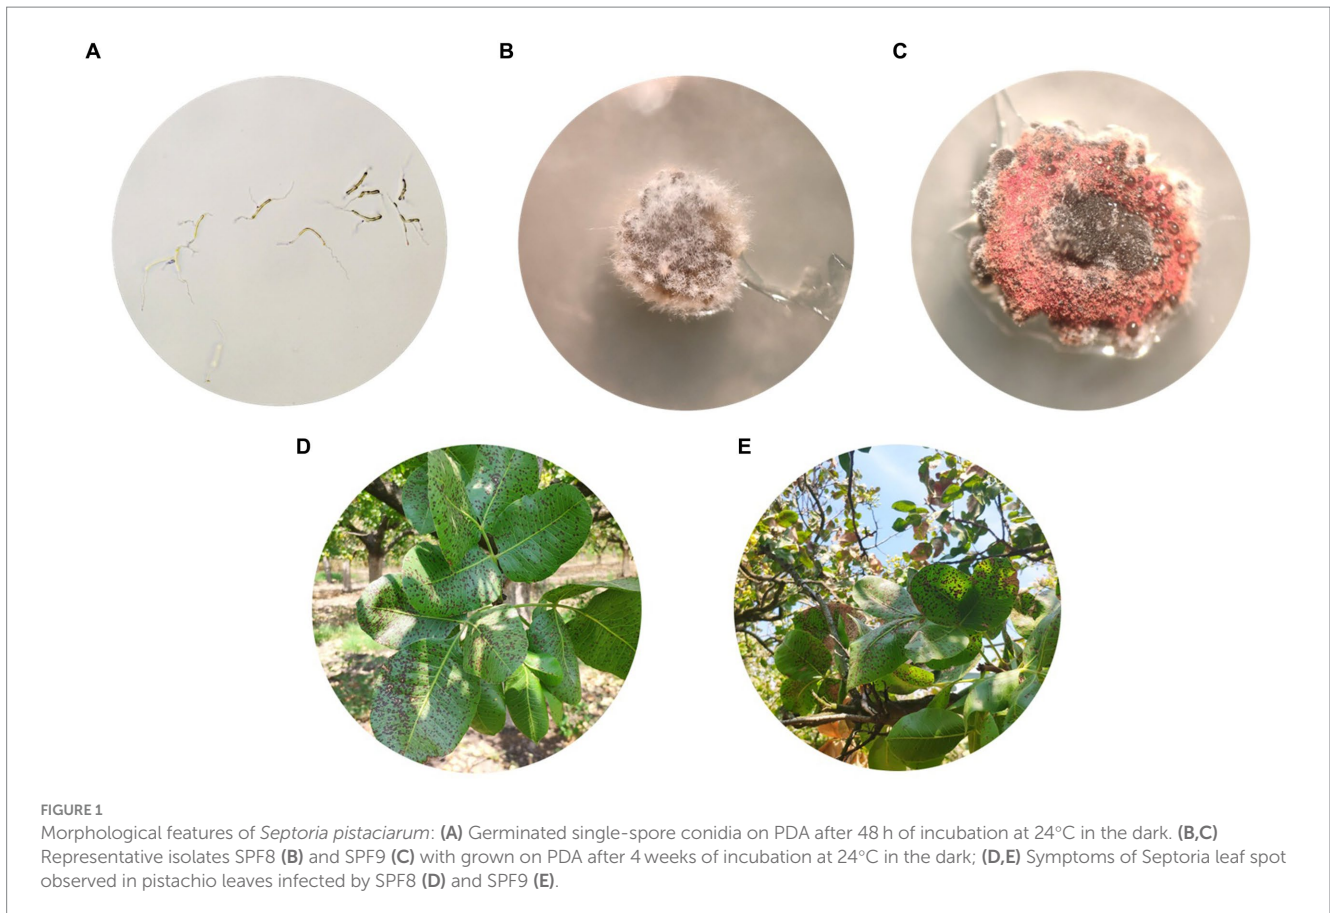 A
B
C
D
E
FIGURE 1
Morphological features of Septoria pistaciarum: (A) Germinated single-spore conidia on PDA after 48 h of incubation at 24°C in the dark. (B,C)
Representative isolates SPF8 (B) and SPF9 (C) with grown on PDA after 4 weeks of incubation at 24°C in the dark; (D,E) Symptoms of Septoria leaf spot
observed in pistachio leaves infected by SPF8 (D) and SPF9 (E).